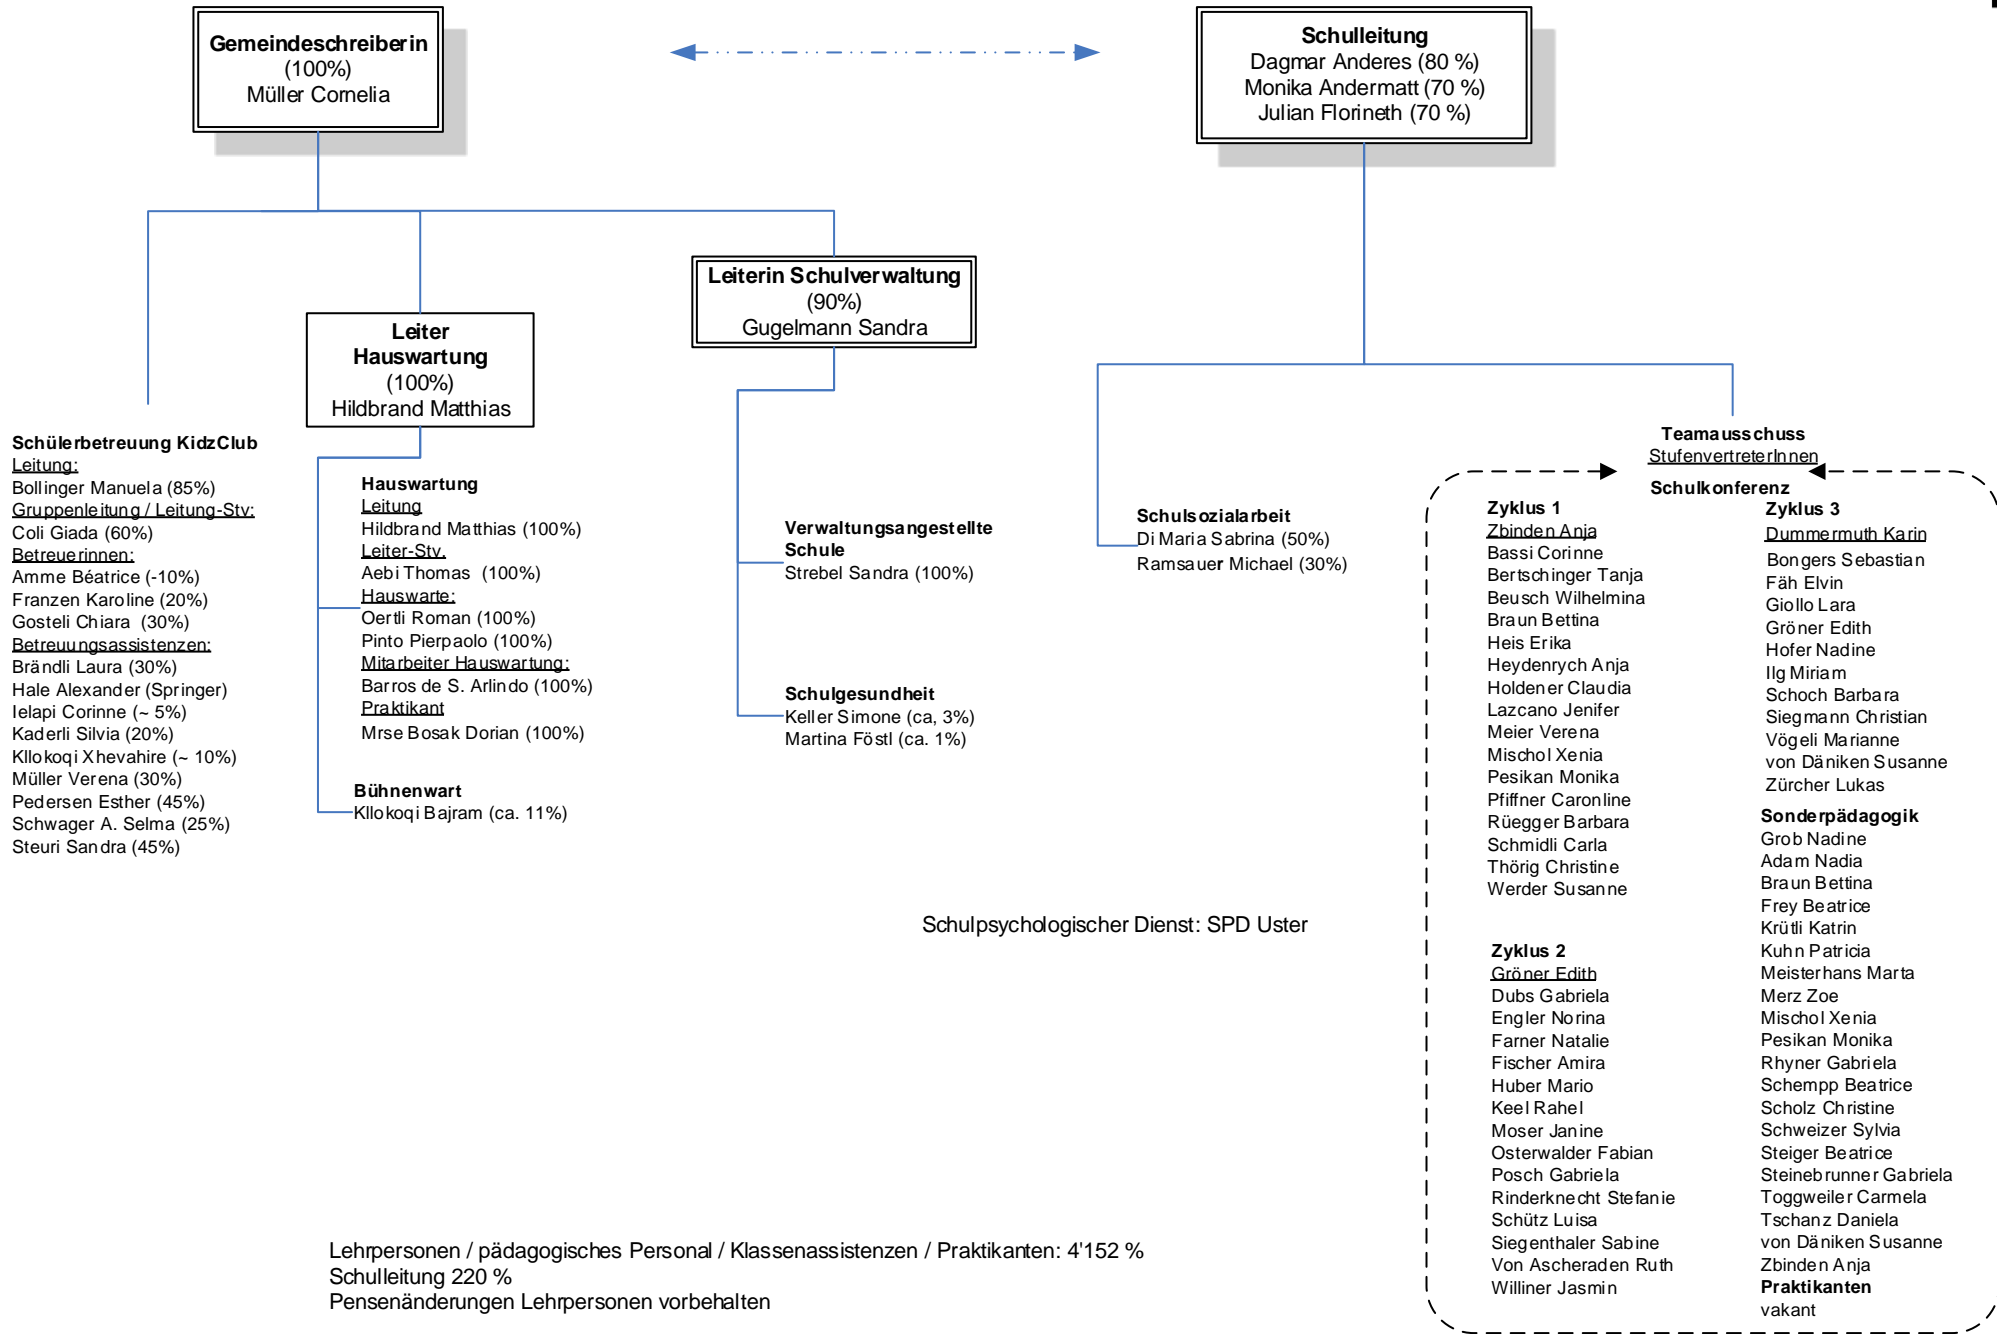 Gemeindeschreiberin
(100%)
Müller Cornelia
Schulleitung
Dagmar Anderes (80 %)
Monika Andermatt (70 %)
Julian Florineth (70 %)
Leiterin Schulverwaltung
(90%)
Gugelmann Sandra
Leiter
Hauswartung
(100%)
Hildbrand Matthias
Schülerbetreuung KidzClub
Leitung:
Bollinger Manuela (85%)
Gruppenleitung / Leitung-Stv:
Coli Giada (60%)
Betreuerinnen:
Amme Béatrice (-10%)
Franzen Karoline (20%)
Gosteli Chiara (30%)
Betreuungsassistenzen:
Brändli Laura (30%)
Hale Alexander (Springer)
Ielapi Corinne (~ 5%)
Kaderli Silvia (20%)
Kllokoqi Xhevahire (~ 10%)
Müller Verena (30%)
Pedersen Esther (45%)
Schwager A. Selma (25%)
Steuri Sandra (45%)
Hauswartung
Leitung
Hildbrand Matthias (100%)
Leiter-Stv.
Aebi Thomas (100%)
Hauswarte:
Oertli Roman (100%)
Pinto Pierpaolo (100%)
Mitarbeiter Hauswartung:
Barros de S. Arlindo (100%)
Praktikant
Mrse Bosak Dorian (100%)
Bühnenwart
Kllokoqi Bajram (ca. 11%)
Verwaltungsangestellte
Schule
Strebel Sandra (100%)
Schulgesundheit
Keller Simone (ca, 3%)
Martina Föstl (ca. 1%)
Schulsozialarbeit
Di Maria Sabrina (50%)
Ramsauer Michael (30%)
Teamausschuss
StufenvertreterInnen
Schulkonferenz
Zyklus 1
Zbinden Anja
Bassi Corinne
Bertschinger Tanja
Beusch Wilhelmina
Braun Bettina
Heis Erika
Heydenrych Anja
Holdener Claudia
Lazcano Jenifer
Meier Verena
Mischol Xenia
Pesikan Monika
Pfiffner Caronline
Rüegger Barbara
Schmidli Carla
Thörig Christine
Werder Susanne
Zyklus 2
Gröner Edith
Dubs Gabriela
Engler Norina
Farner Natalie
Fischer Amira
Huber Mario
Keel Rahel
Moser Janine
Osterwalder Fabian
Posch Gabriela
Rinderknecht Stefanie
Schütz Luisa
Siegenthaler Sabine
Von Ascheraden Ruth
Williner Jasmin
Zyklus 3
Dummermuth Karin
Bongers Sebastian
Fäh Elvin
Giollo Lara
Gröner Edith
Hofer Nadine
Ilg Miriam
Schoch Barbara
Siegmann Christian
Vögeli Marianne
von Däniken Susanne
Zürcher Lukas
Sonderpädagogik
Grob Nadine
Adam Nadia
Braun Bettina
Frey Beatrice
Krütli Katrin
Kuhn Patricia
Meisterhans Marta
Merz Zoe
Mischol Xenia
Pesikan Monika
Rhyner Gabriela
Schempp Beatrice
Scholz Christine
Schweizer Sylvia
Steiger Beatrice
Steinebrunner Gabriela
Toggweiler Carmela
Tschanz Daniela
von Däniken Susanne
Zbinden Anja
Praktikanten
vakant
Schulpsychologischer Dienst: SPD Uster
Lehrpersonen / pädagogisches Personal / Klassenassistenzen / Praktikanten: 4'152 %
Schulleitung 220 %
Pensenänderungen Lehrpersonen vorbehalten